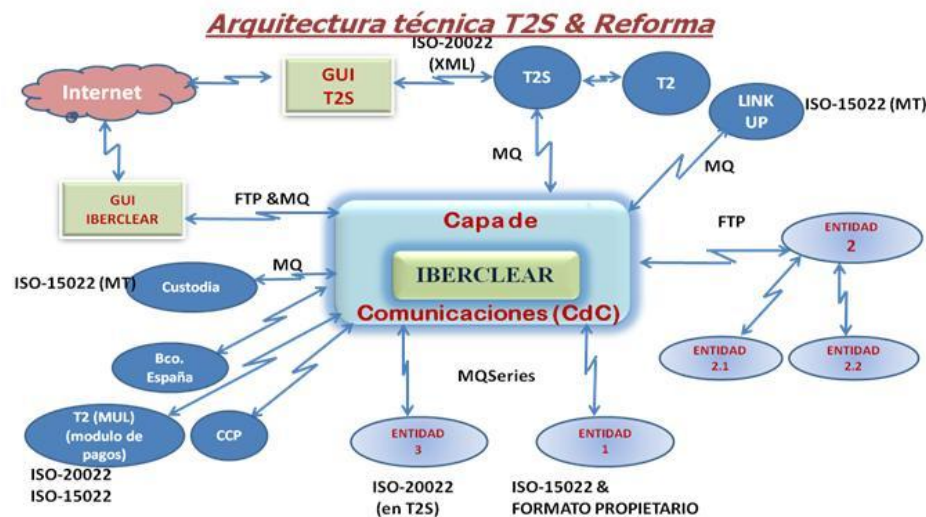 Arquitectura técnica T2S & Reforma
ISO-20022
(XML)
Internet
GUI
T2S
T2S
T2
LINK
UP
ISO-15022 (MT)
MQ
MQ
GUI
IBERCLEAR
FTP &MQ
Capa de
IBERCLEAR
Comunicaciones (CdC)
FTP
ENTIDAD
2
ISO-15022 (MT)
Custodia
MQ
Bco.
España
ENTIDAD
2.1
ENTIDAD
2.2
MQSeries
T2 (MUL)
(modulo de
pagos)
CCP
ENTIDAD
3
ENTIDAD
1
ISO-20022
ISO-15022
ISO-20022
(en T2S)
ISO-15022 &
FORMATO PROPIETARIO